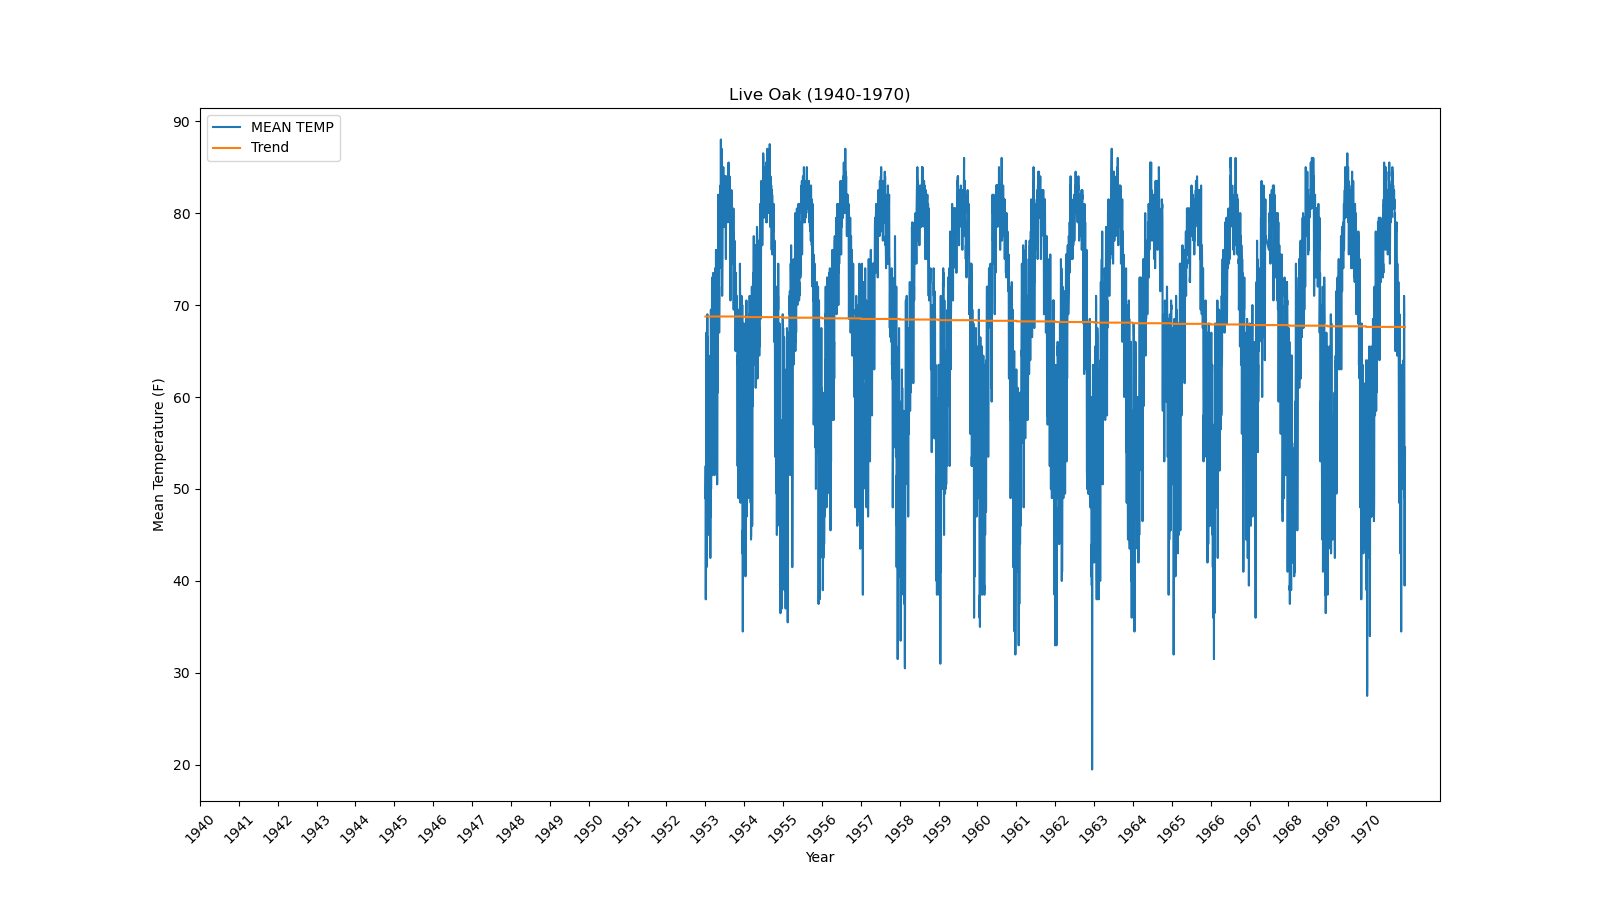 Live Oak (1940-1970)
MEAN TEMP
Trend
90
80
70
60
50
40
30
20
Mean Temperature (F)
1940 1941 1942 1943 1944 1945 1946 1947 1948 1949 1950 1951 1952 1953 1954 1955 1956 1957 1958 1959 1960 1961 1962 1963 1964 1965 1966 1967 1968 1969 1970
Year